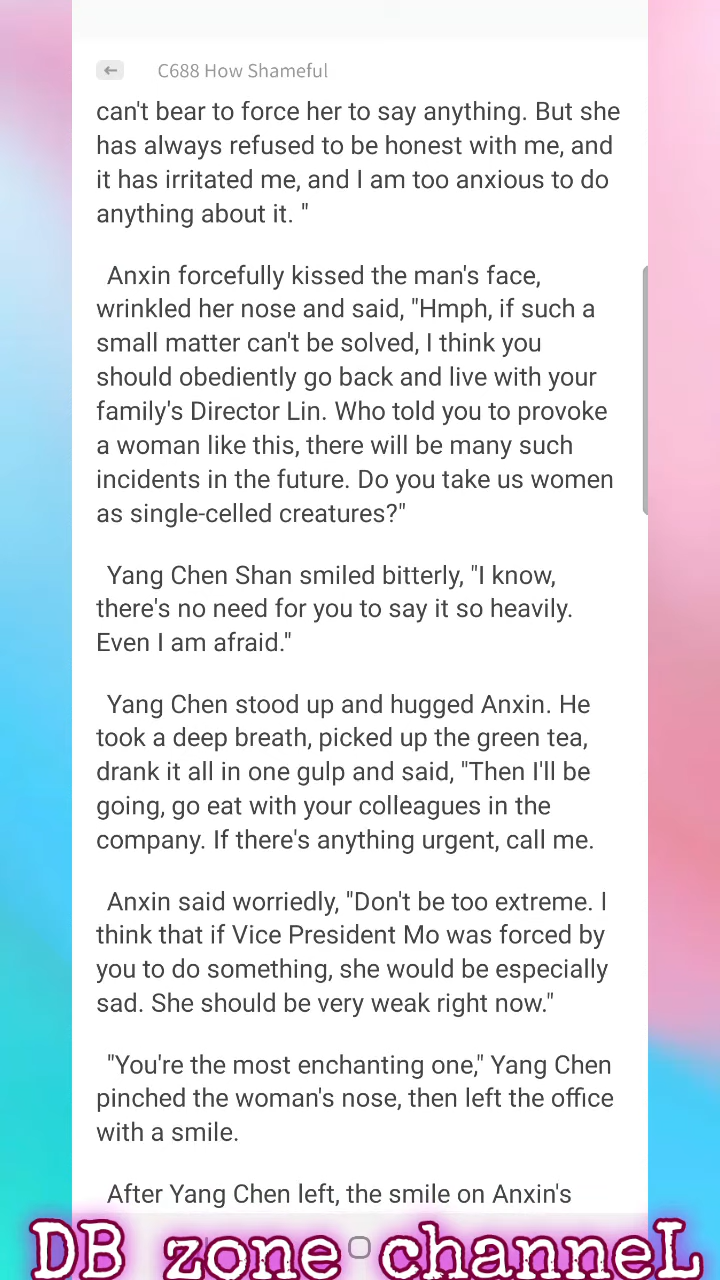 ← C688 How Shameful
can't bear to force her to say anything. But she
has always refused to be honest with me, and
it has irritated me, and I am too anxious to do
anything about it. "
Anxin forcefully kissed the man's face,
wrinkled her nose and said, "Hmph, if such a
small matter can't be solved, I think you
should obediently go back and live with your
family's Director Lin. Who told you to provoke
a woman like this, there will be many such
incidents in the future. Do you take us women
as single-celled creatures?"
Yang Chen Shan smiled bitterly, "I know,
there's no need for you to say it so heavily.
Even I am afraid."
Yang Chen stood up and hugged Anxin. He
took a deep breath, picked up the green tea,
drank it all in one gulp and said, "Then I'll be
going, go eat with your colleagues in the
company. If there's anything urgent, call me.
Anxin said worriedly, "Don't be too extreme. I
think that if Vice President Mo was forced by
you to do something, she would be especially
sad. She should be very weak right now."
"You're the most enchanting one," Yang Chen
pinched the woman's nose, then left the office
with a smile.
After Yang Chen left, the smile on Anxin's
DB zone channeL